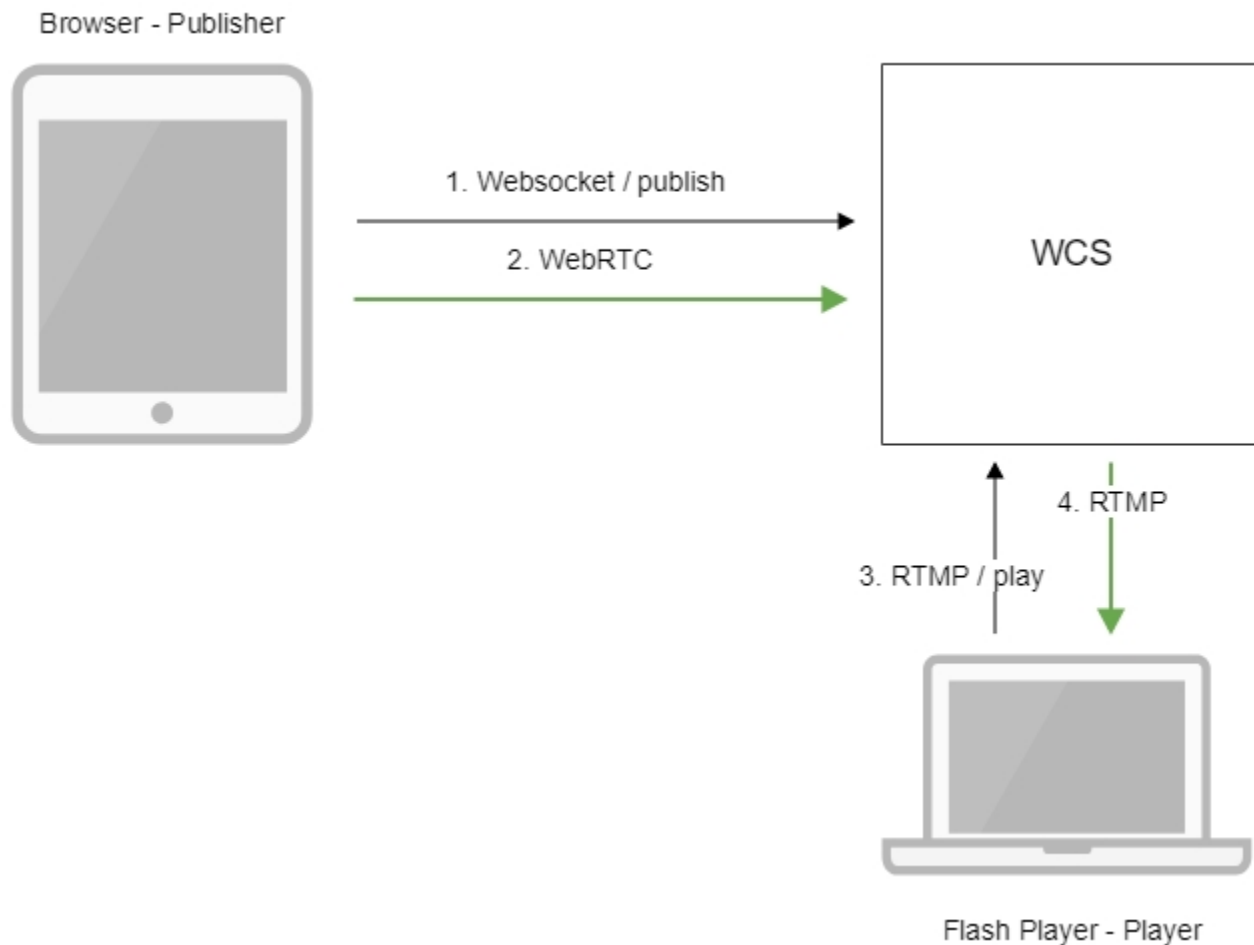 Browser - Publisher
1. Websocket / publish
2. WebRTC
WCS
4. RTMP
3. RTMP / play
Flash Player - Player